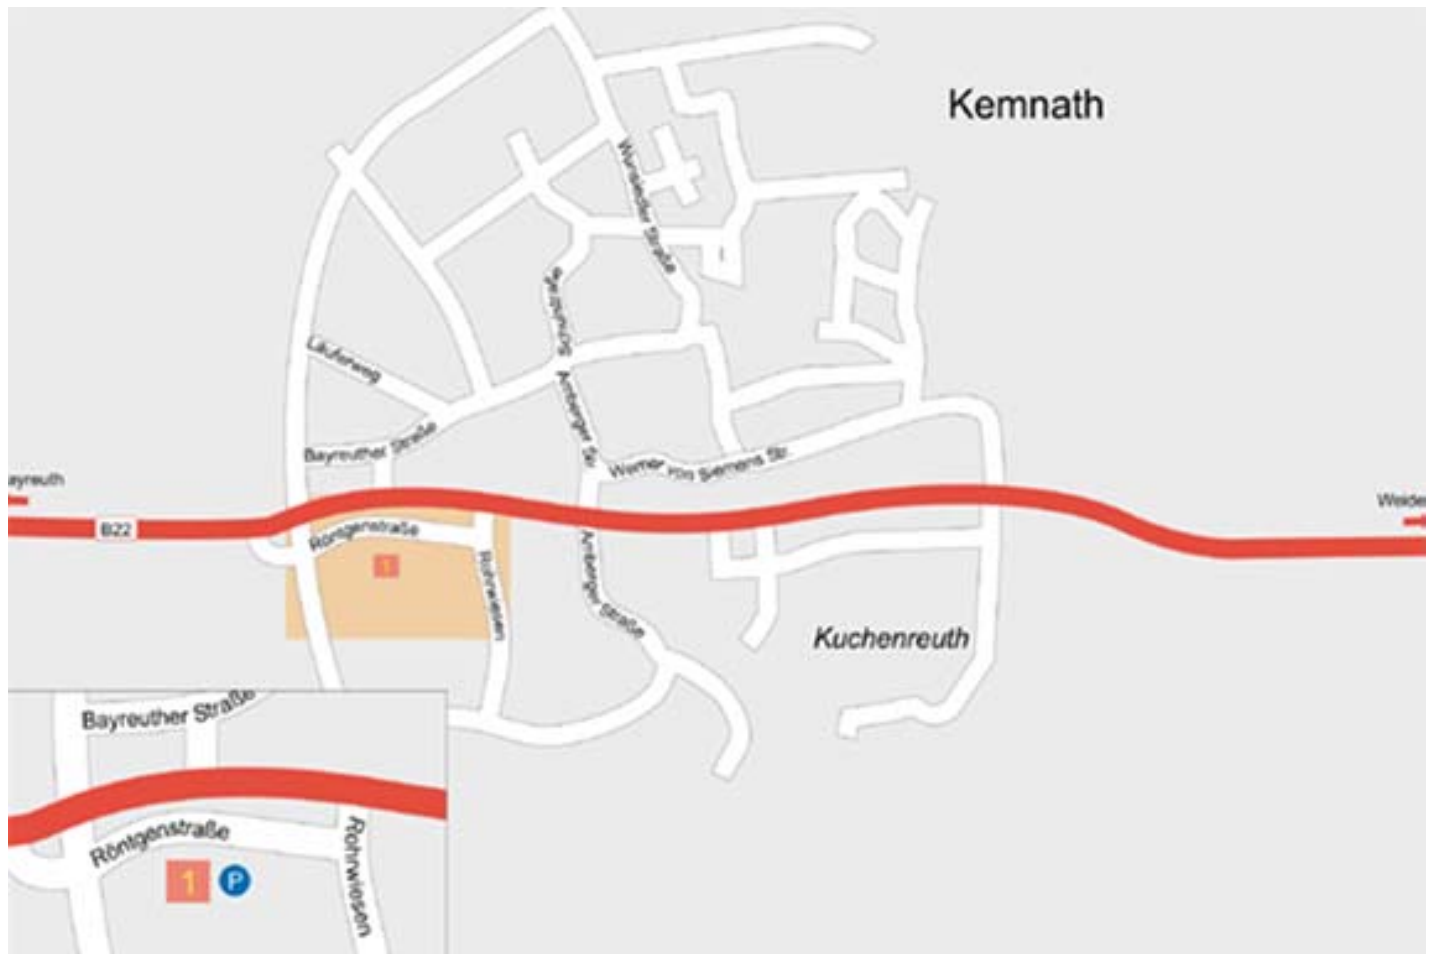 Kemnath
Wunsiedler Straße
Läuferweg
Amberger Str.
Bayreuther Straße
Werner von Siemens Str.
ayreuth
Weide
B22
Röntgenstraße
1
Rohrwiesen
Amberger Straße
Kuchenreuth
Bayreuther Straße
Röntgenstraße
Rohrwiesen
1
P